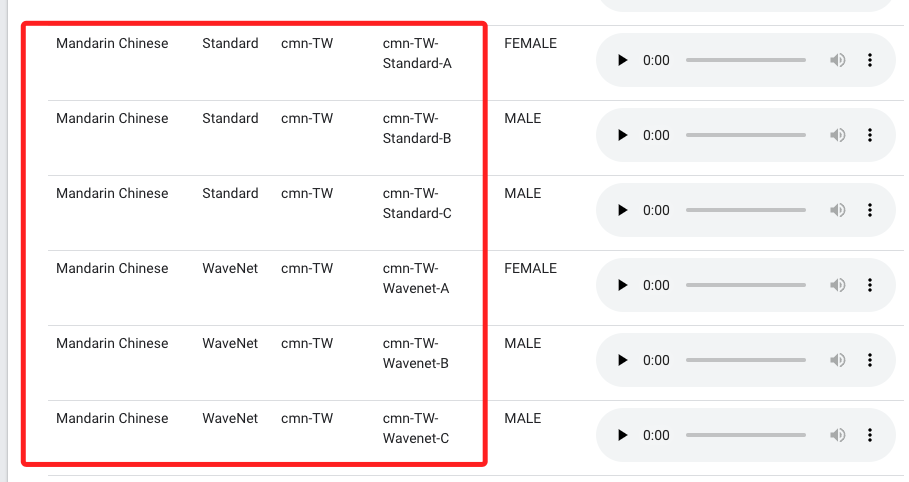 Mandarin Chinese Standard cmn-TW cmn-TW- FEMALE 0:00
Standard-A
Mandarin Chinese Standard cmn-TW cmn-TW- MALE 0:00
Standard-B
Mandarin Chinese Standard cmn-TW cmn-TW- MALE 0:00
Standard-C
Mandarin Chinese WaveNet cmn-TW cmn-TW- FEMALE 0:00
Wavenet-A
Mandarin Chinese WaveNet cmn-TW cmn-TW- MALE 0:00
Wavenet-B
Mandarin Chinese WaveNet cmn-TW cmn-TW- MALE 0:00
Wavenet-C